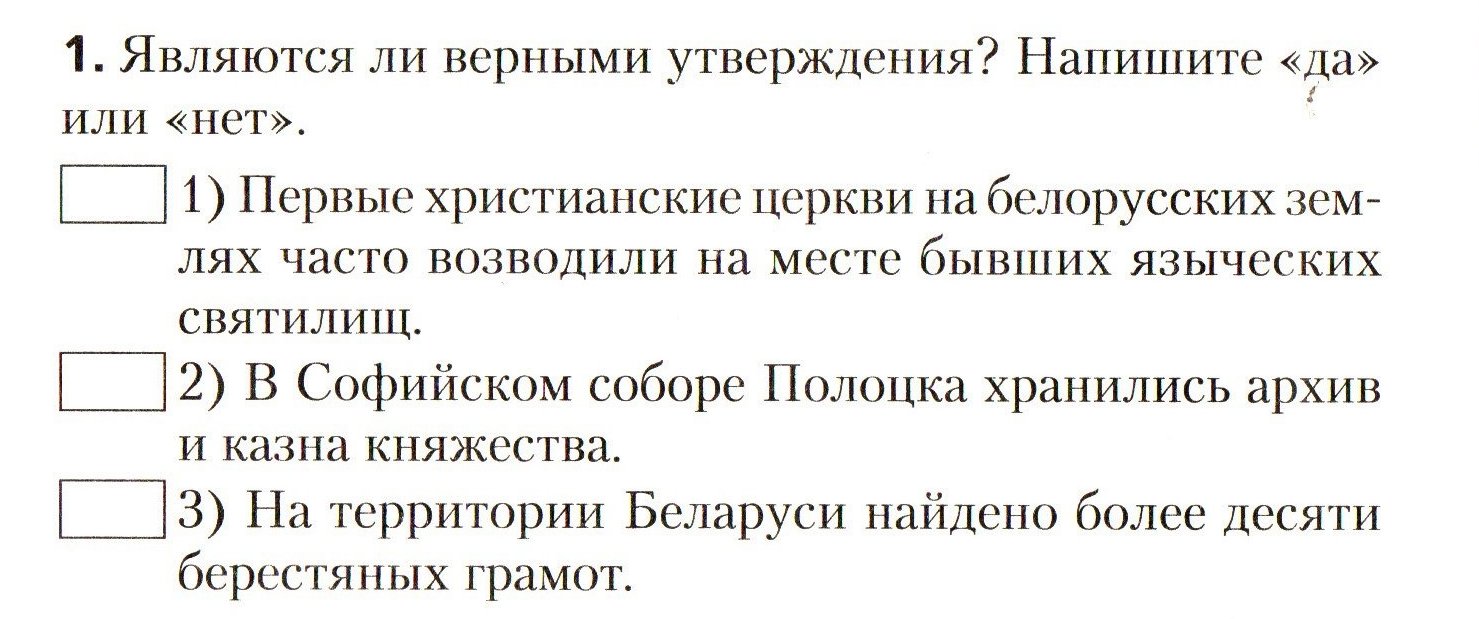 1. Являются ли верными утверждения? Напишите «да»
или «нет».
1) Первые христианские церкви на белорусских зем-
лях часто возводили на месте бывших языческих
святилищ.
2) В Софийском соборе Полоцка хранились архив
и казна княжества.
3) На территории Беларуси найдено более десяти
берестяных грамот.